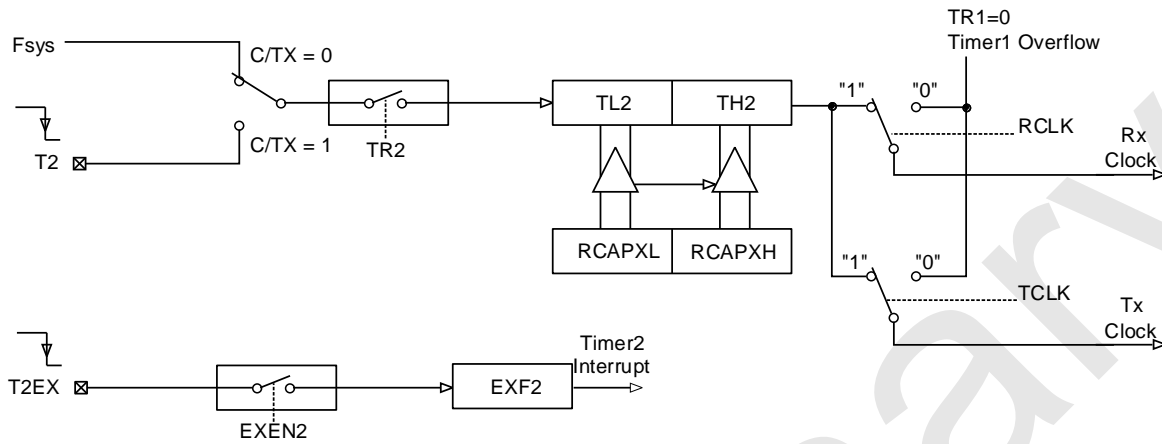 TR1=0
Timer1 Overflow
Fsys
C/TX = 0
T2
C/TX = 1
TR2
TL2
TH2
"1"
"0"
RCLK
Rx
Clock
RCAPXL
RCAPXH
"1"
"0"
TCLK
Tx
Clock
T2EX
EXEN2
EXF2
Timer2
Interrupt